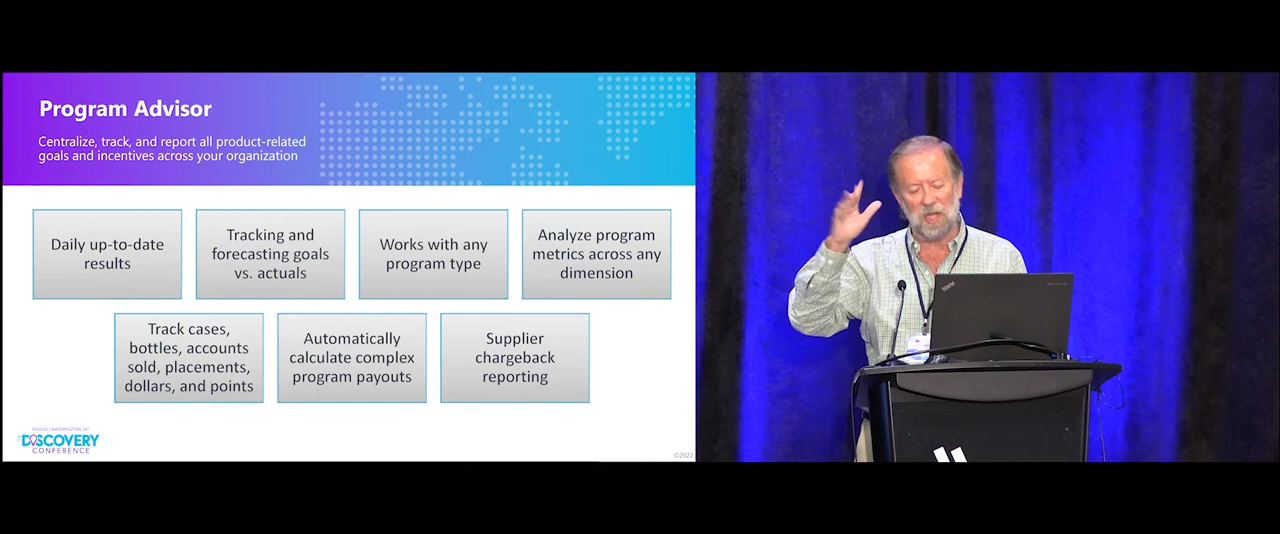 Program Advisor
Centralize, track, and report all product-related
goals and incentives across your organization
Daily up-to-date
results
Tracking and
forecasting goals
vs. actuals
Works with any
program type
Analyze program
metrics across any
dimension
Track cases,
bottles, accounts
sold, placements,
dollars, and points
Automatically
calculate complex
program payouts
Supplier
chargeback
reporting
DISCOVERY
CONFERENCE
©2022
ThinkPad